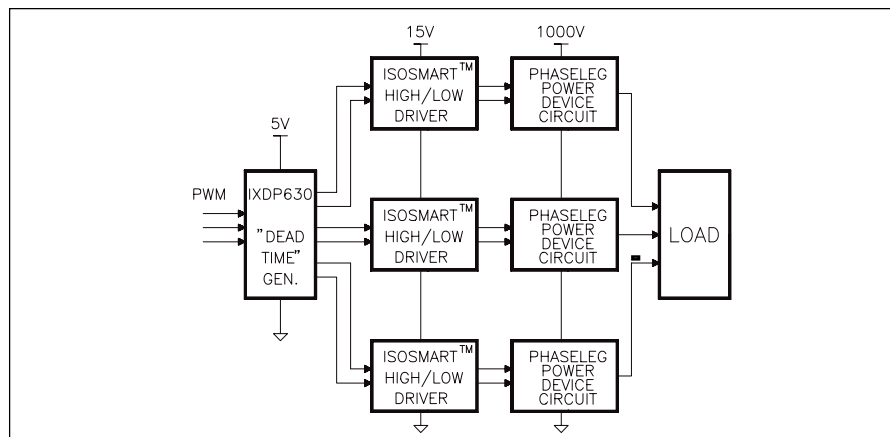 15V
1000V
ISOSMART™
HIGH/LOW
DRIVER
PHASELEG
POWER
DEVICE
CIRCUIT
5V
PWM
IXDP630
"DEAD
TIME"
GEN.
ISOSMART™
HIGH/LOW
DRIVER
PHASELEG
POWER
DEVICE
CIRCUIT
LOAD
ISOSMART™
HIGH/LOW
DRIVER
PHASELEG
POWER
DEVICE
CIRCUIT